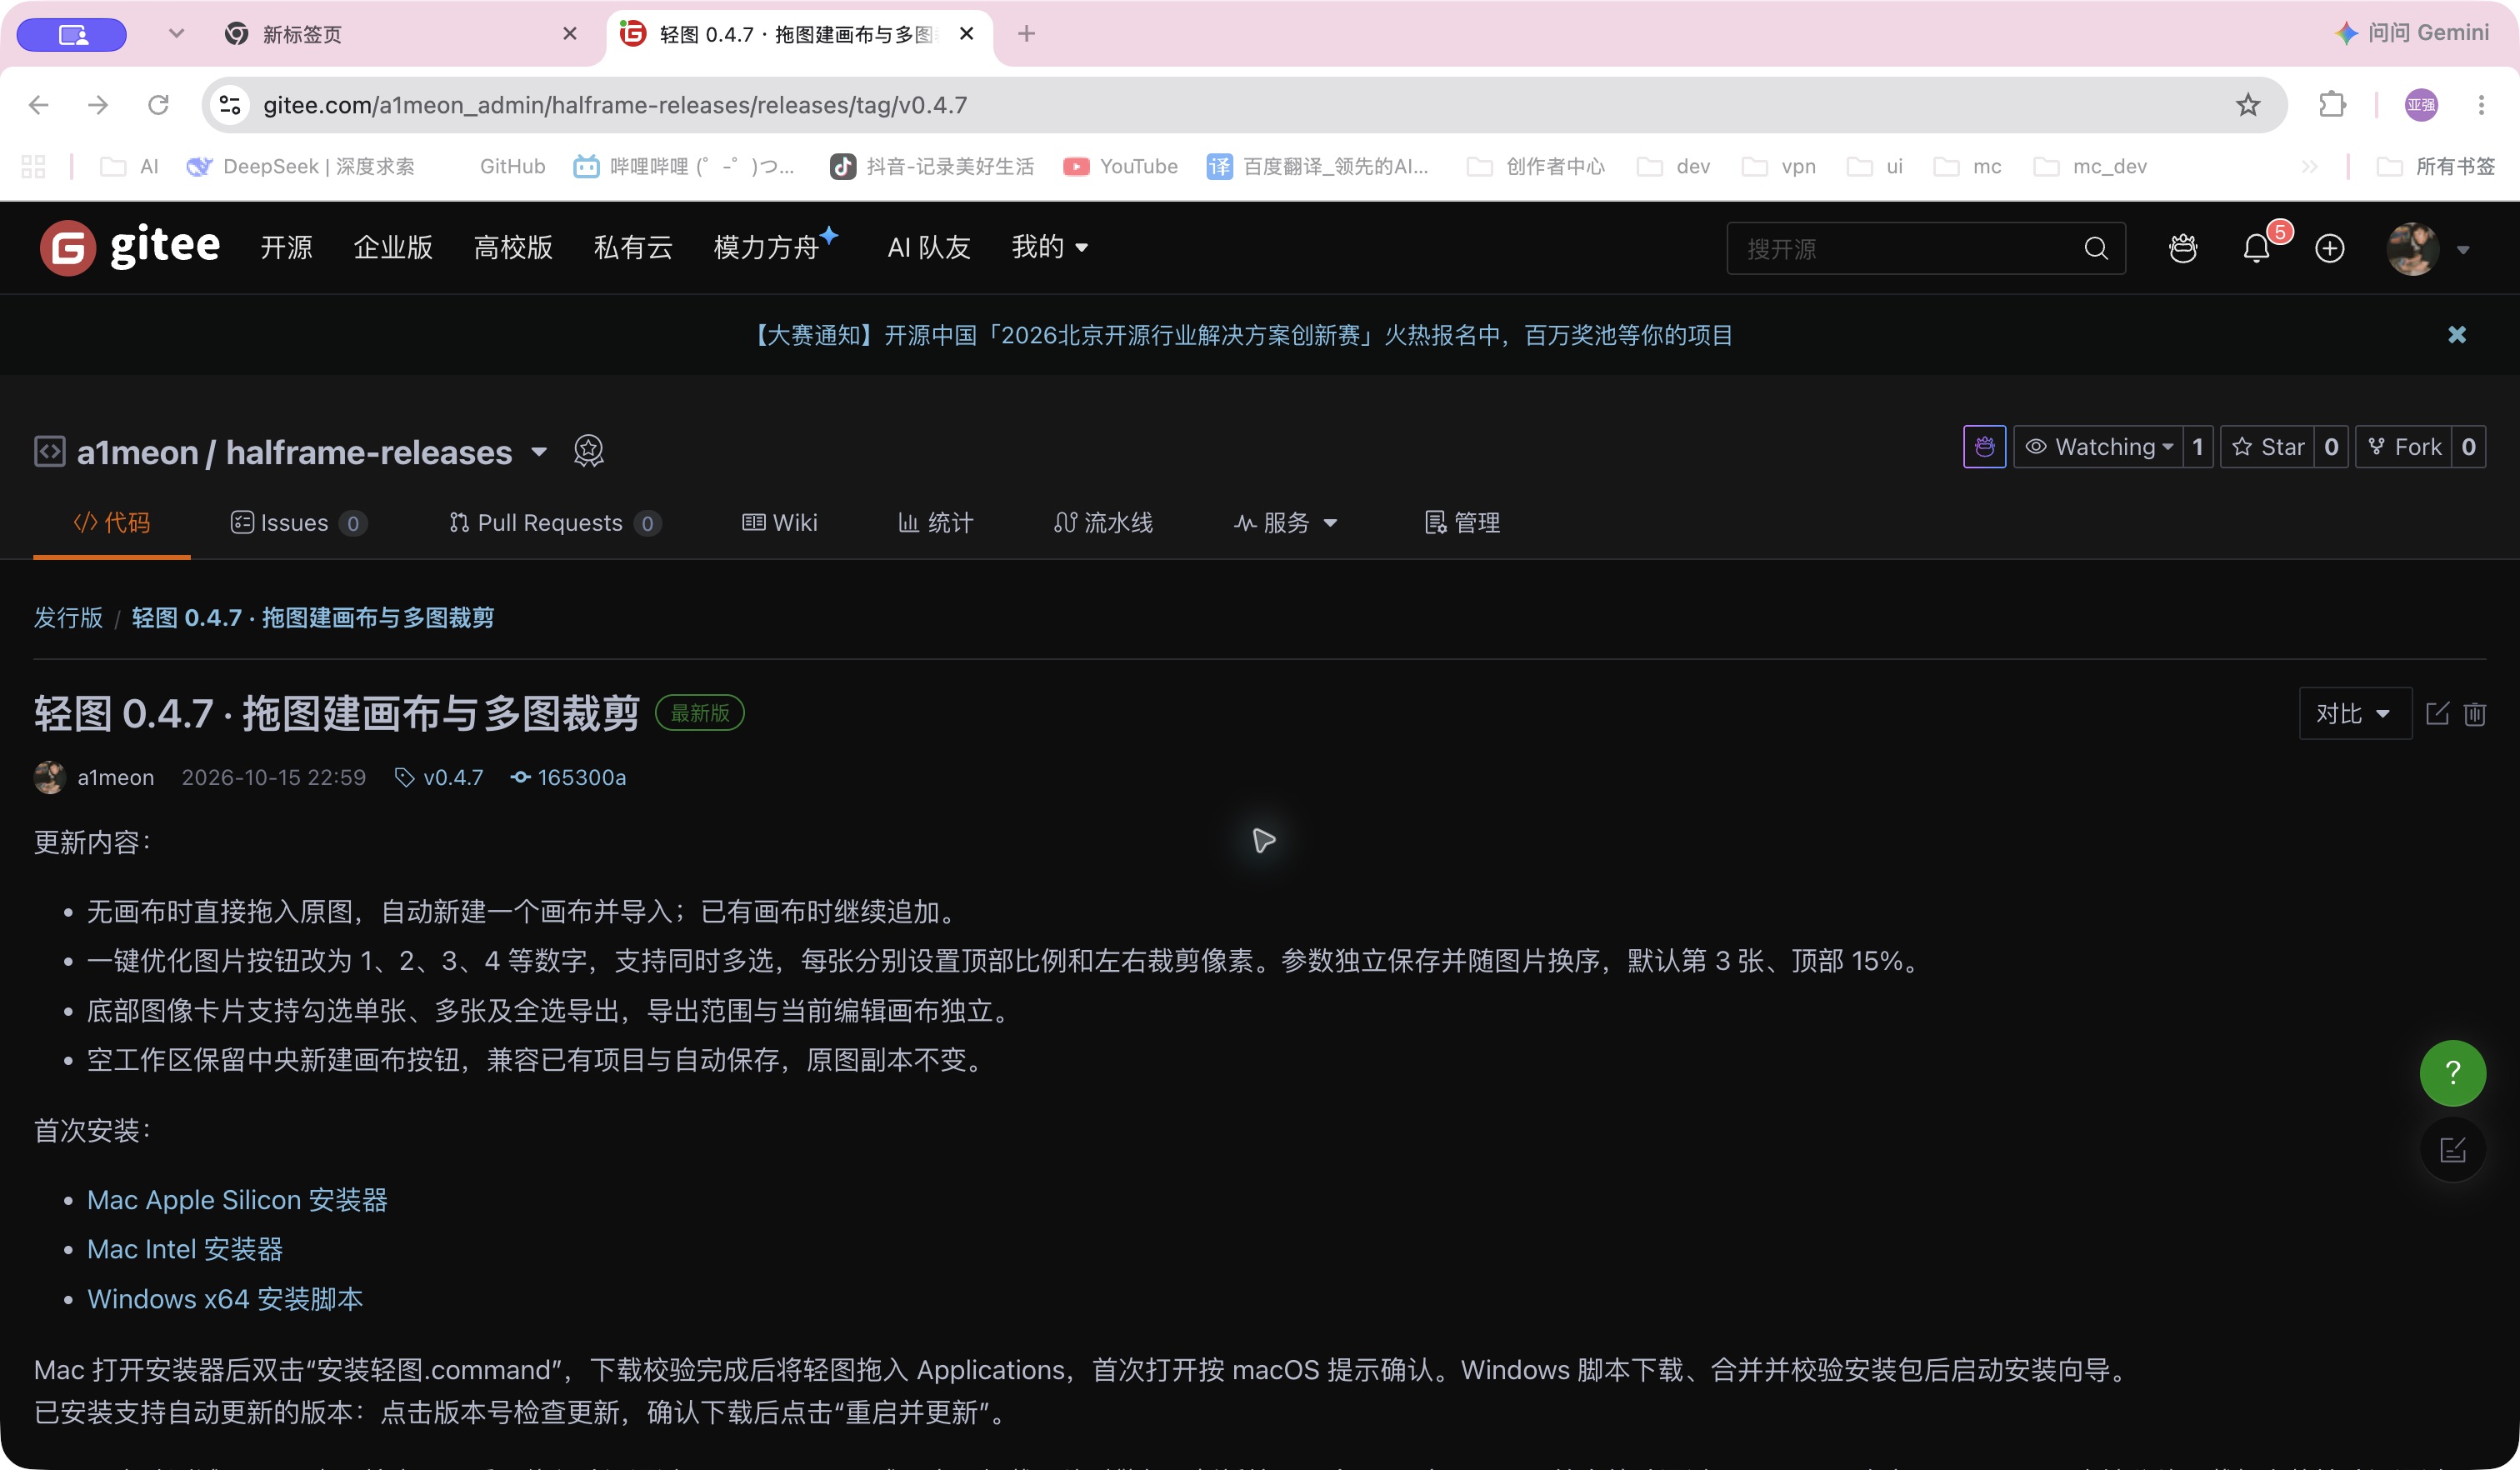 新标签页
轻图 0.4.7 · 拖图建画布与多图
问问 Gemini
gitee.com/a1meon_admin/halframe-releases/releases/tag/v0.4.7
亚强
AI
DeepSeek | 深度求索
GitHub
哔哩哔哩 (゜-゜)つ...
抖音-记录美好生活
YouTube
译 百度翻译_领先的AI...
创作者中心
dev
vpn
ui
mc
mc_dev
所有书签
gitee
开源
企业版
高校版
私有云
模力方舟
AI 队友
我的
搜开源
5
【大赛通知】开源中国「2026北京开源行业解决方案创新赛」火热报名中，百万奖池等你的项目
a1meon / halframe-releases
Watching 1
Star 0
Fork 0
代码
Issues 0
Pull Requests 0
Wiki
统计
流水线
服务
管理
发行版 / 轻图 0.4.7 · 拖图建画布与多图裁剪
轻图 0.4.7 · 拖图建画布与多图裁剪 最新版
对比
a1meon 2026-10-15 22:59 v0.4.7 165300a
更新内容：
• 无画布时直接拖入原图，自动新建一个画布并导入；已有画布时继续追加。
• 一键优化图片按钮改为 1、2、3、4 等数字，支持同时多选，每张分别设置顶部比例和左右裁剪像素。参数独立保存并随图片换序，默认第 3 张、顶部 15%。
• 底部图像卡片支持勾选单张、多张及全选导出，导出范围与当前编辑画布独立。
• 空工作区保留中央新建画布按钮，兼容已有项目与自动保存，原图副本不变。
?
首次安装：
• Mac Apple Silicon 安装器
• Mac Intel 安装器
• Windows x64 安装脚本
Mac 打开安装器后双击“安装轻图.command”，下载校验完成后将轻图拖入 Applications，首次打开按 macOS 提示确认。Windows 脚本下载、合并并校验安装包后启动安装向导。
已安装支持自动更新的版本：点击版本号检查更新，确认下载后点击“重启并更新”。